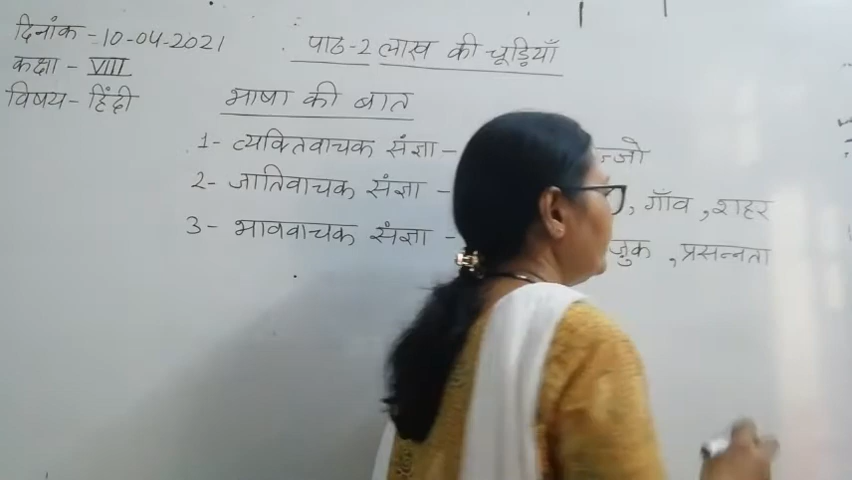 दिनांक - 10-04-2021
पाठ-2 लाख की चूड़ियाँ
कक्षा - VIII
विषय - हिंदी
भाषा की बात
1- व्यक्तिवाचक संज्ञा -
2- जातिवाचक संज्ञा - , गाँव , शहर
3- भाववाचक संज्ञा - , प्रसन्नता